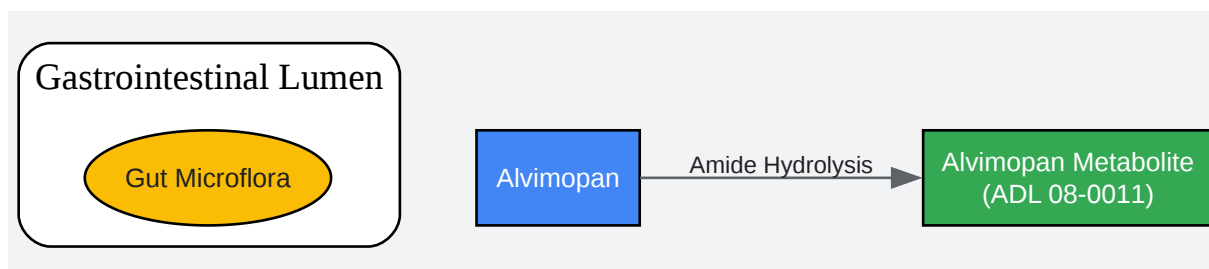 Gastrointestinal Lumen
Gut Microflora
Alvimopan
Amide Hydrolysis
Alvimopan Metabolite
(ADL 08-0011)